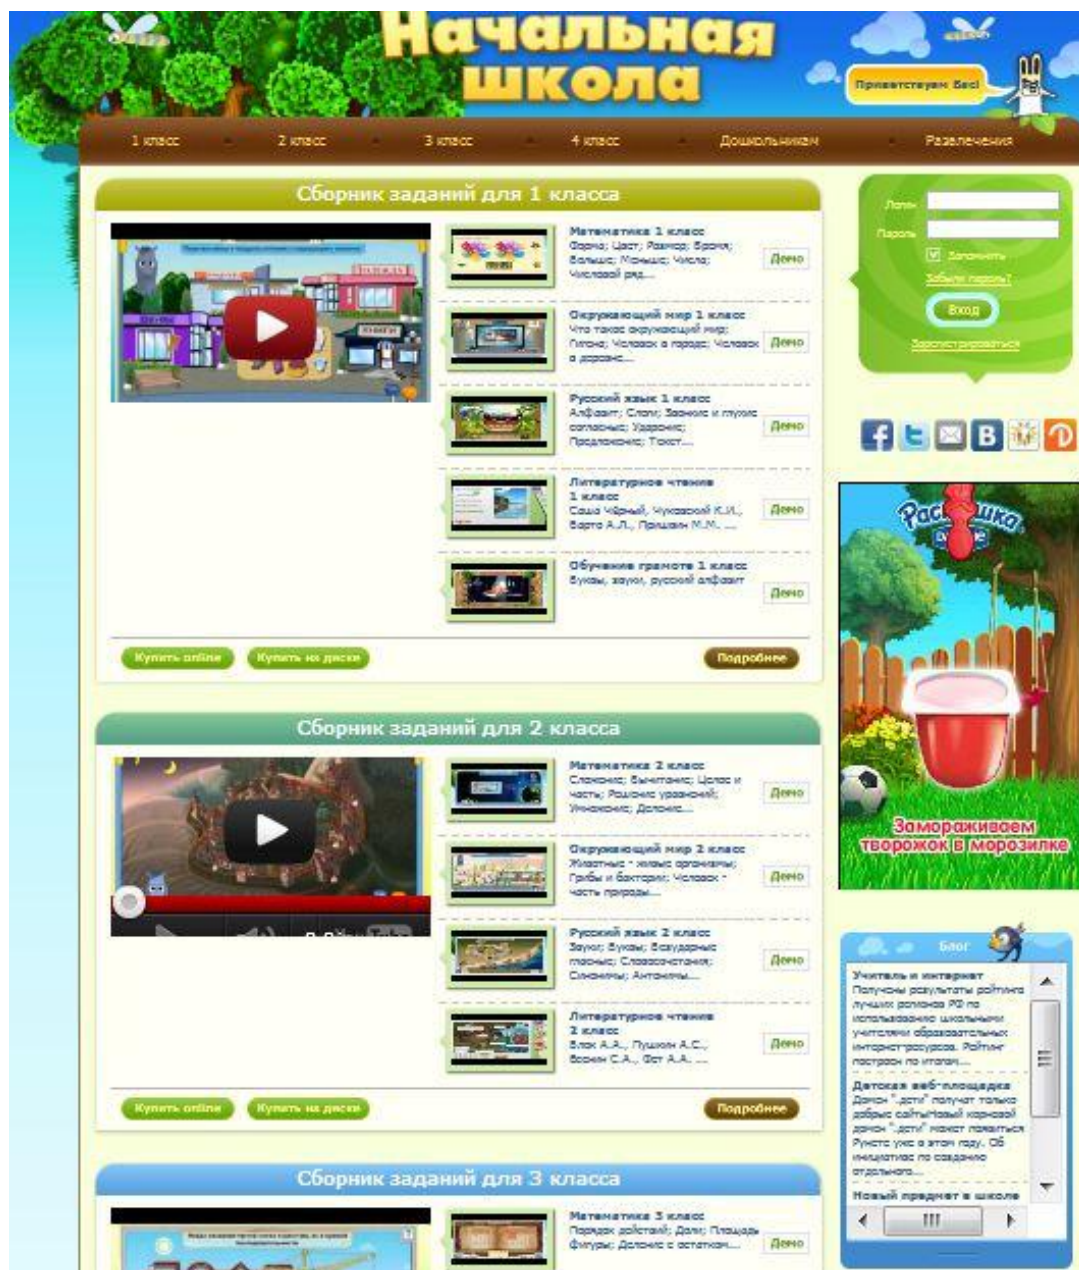 Начальная
школа
Приветствуем Вас!
1 класс
2 класс
3 класс
4 класс
Дошкольникам
Развлечения
Сборник заданий для 1 класса
Математика 1 класс
Форма; Цвет; Размер; Время;
Больше; Меньше; Числа;
Числовой ряд...
Демо
Окружающий мир 1 класс
Что такое окружающий мир;
Гигиена; Человек в городе; Человек
в деревне...
Демо
Русский язык 1 класс
Алфавит; Слоги; Звонкие и глухие
согласные; Ударение;
Предложение; Текст...
Демо
Литературное чтение
1 класс
Саша Чёрный, Чуковский К.И.,
Барто А.Л., Пришвин М.М. ...
Демо
Обучение грамоте 1 класс
Буквы, звуки, русский алфавит
Демо
Купить online
Купить на диске
Подробнее
Сборник заданий для 2 класса
Математика 2 класс
Сложение; Вычитание; Целое и
часть; Решение уравнений;
Умножение; Деление...
Демо
Окружающий мир 2 класс
Животные - живые организмы;
Грибы и бактерии; Человек -
часть природы...
Демо
Русский язык 2 класс
Звуки; Буквы; Безударные
гласные; Словосочетания;
Синонимы; Антонимы...
Демо
Литературное чтение
2 класс
Блок А.А., Пушкин А.С.,
Есенин С.А., Фет А.А. ...
Демо
Купить online
Купить на диске
Подробнее
Сборник заданий для 3 класса
Математика 3 класс
Порядок действий; Доли; Площадь
фигуры; Деление с остатком...
Демо
Логин
Пароль
Запомнить
Забыли пароль?
Вход
Зарегистрироваться
Замораживаем
творожок в морозилке
Блог
Учитель и интернет
Получены результаты рейтинга
лучших регионов РФ по
использованию школьными
учителями образовательных
интернет-ресурсов. Рейтинг
построен по итогам...
Детская веб-площадка
Домен ".дети" получат только
добрые сайтыНовый корневой
домен ".дети" может появиться
Рунете уже в этом году. Об
инициативе по созданию
отдельного...
Новый предмет в школе